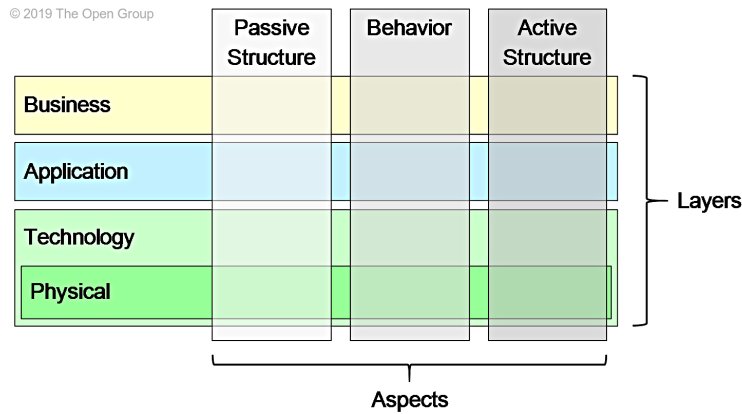 © 2019 The Open Group
Passive
Structure
Behavior
Active
Structure
Business
Application
Technology
Physical
Layers
Aspects